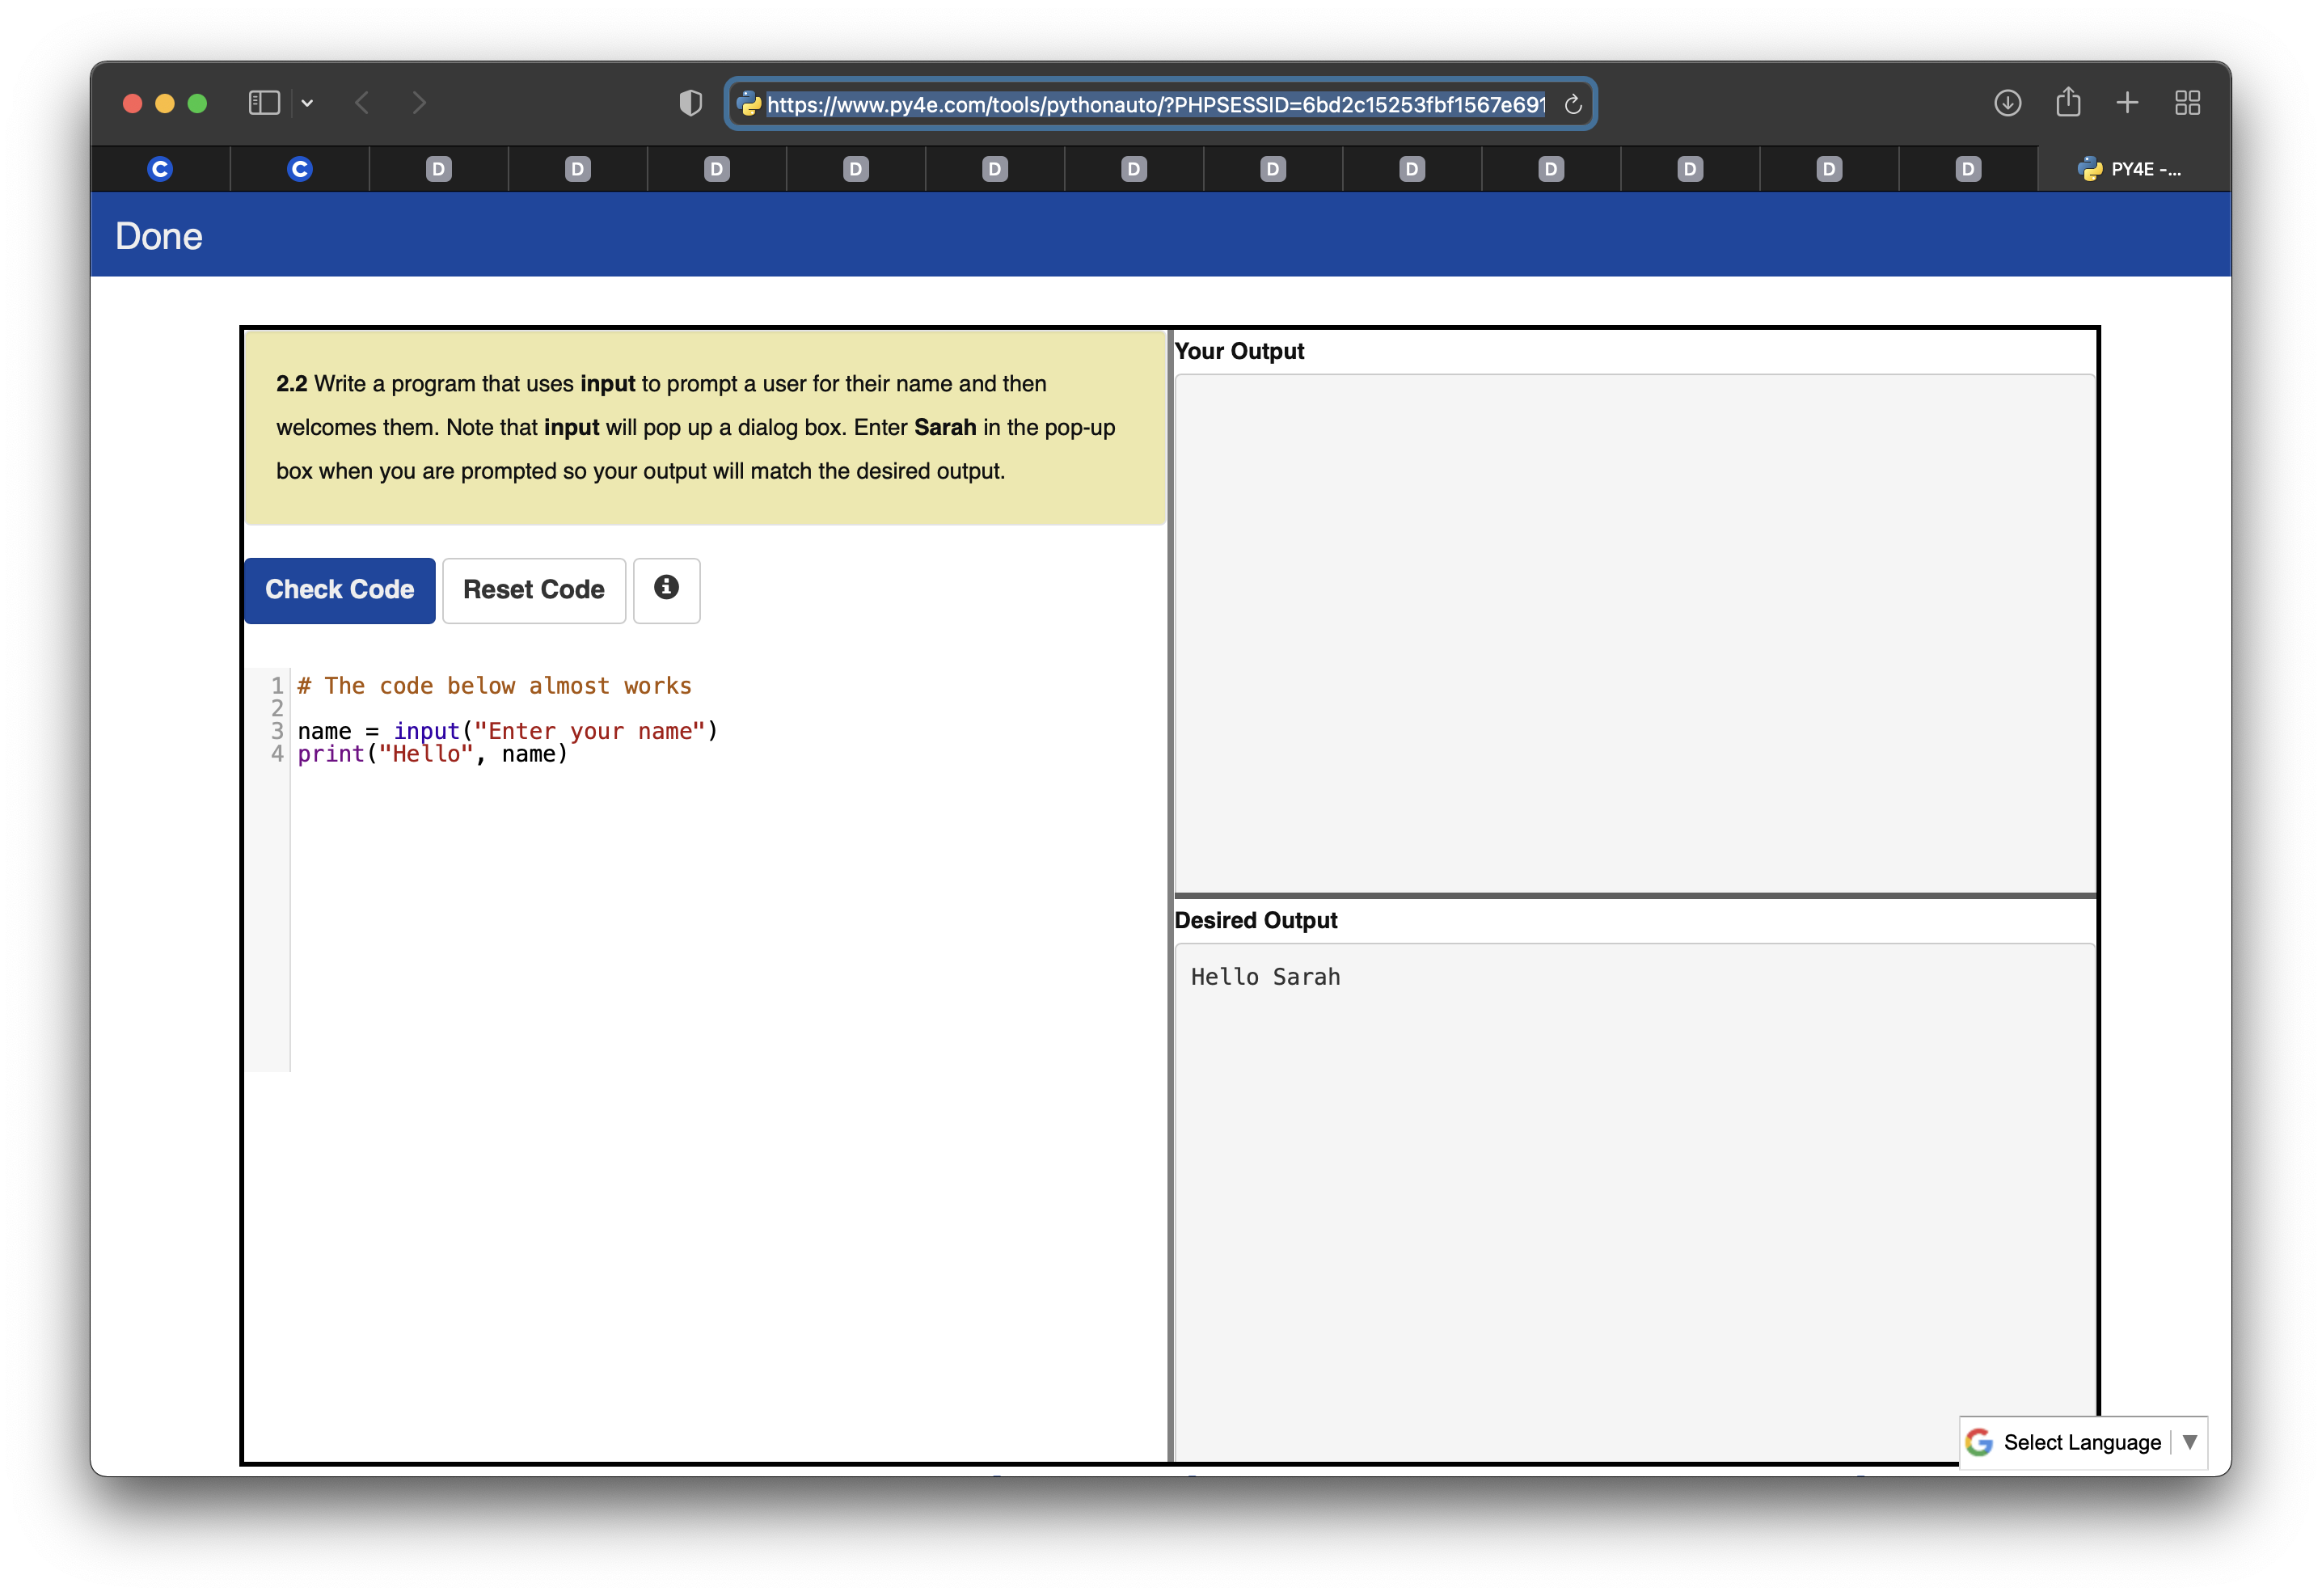 https://www.py4e.com/tools/pythonauto/?PHPSESSID=6bd2c15253fbf1567e691
C C D D D D D D D D D D D D PY4E -...
Done
2.2 Write a program that uses input to prompt a user for their name and then
welcomes them. Note that input will pop up a dialog box. Enter Sarah in the pop-up
box when you are prompted so your output will match the desired output.
Check Code Reset Code
1 # The code below almost works
2
3 name = input("Enter your name")
4 print("Hello", name)
Your Output
Desired Output
Hello Sarah
Select Language